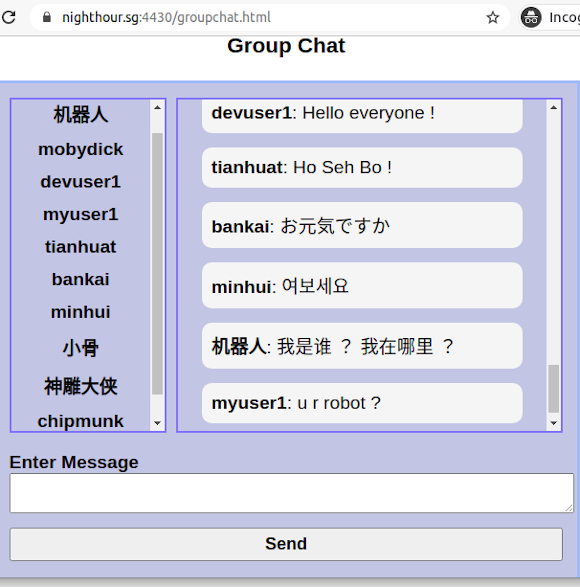 nighthour.sg:4430/groupchat.html
Incog
Group Chat
机器人
mobydick
devuser1
myuser1
tianhuat
bankai
minhui
小骨
神雕大侠
chipmunk
devuser1: Hello everyone !
tianhuat: Ho Seh Bo !
bankai: お元気ですか
minhui: 여보세요
机器人: 我是谁 ？ 我在哪里 ？
myuser1: u r robot ?
Enter Message
Send